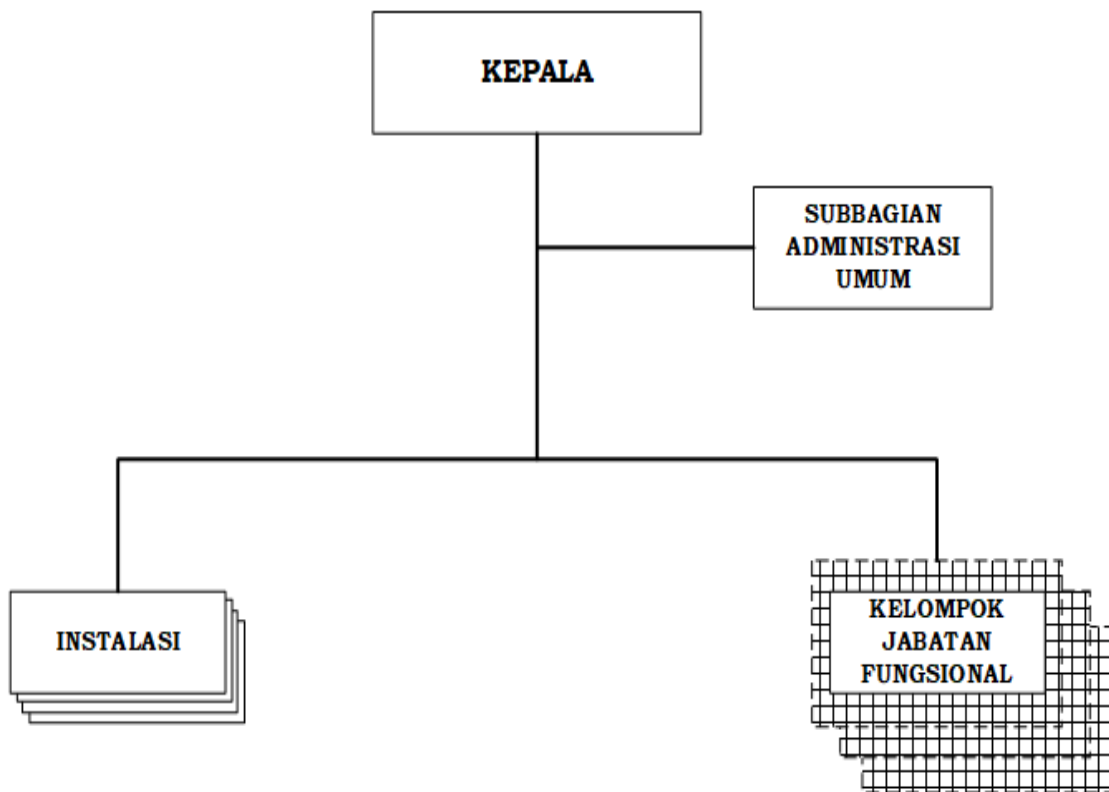 KEPALA
SUBBAGIAN
ADMINISTRASI
UMUM
INSTALASI
KELOMPOK
JABATAN
FUNGSIONAL